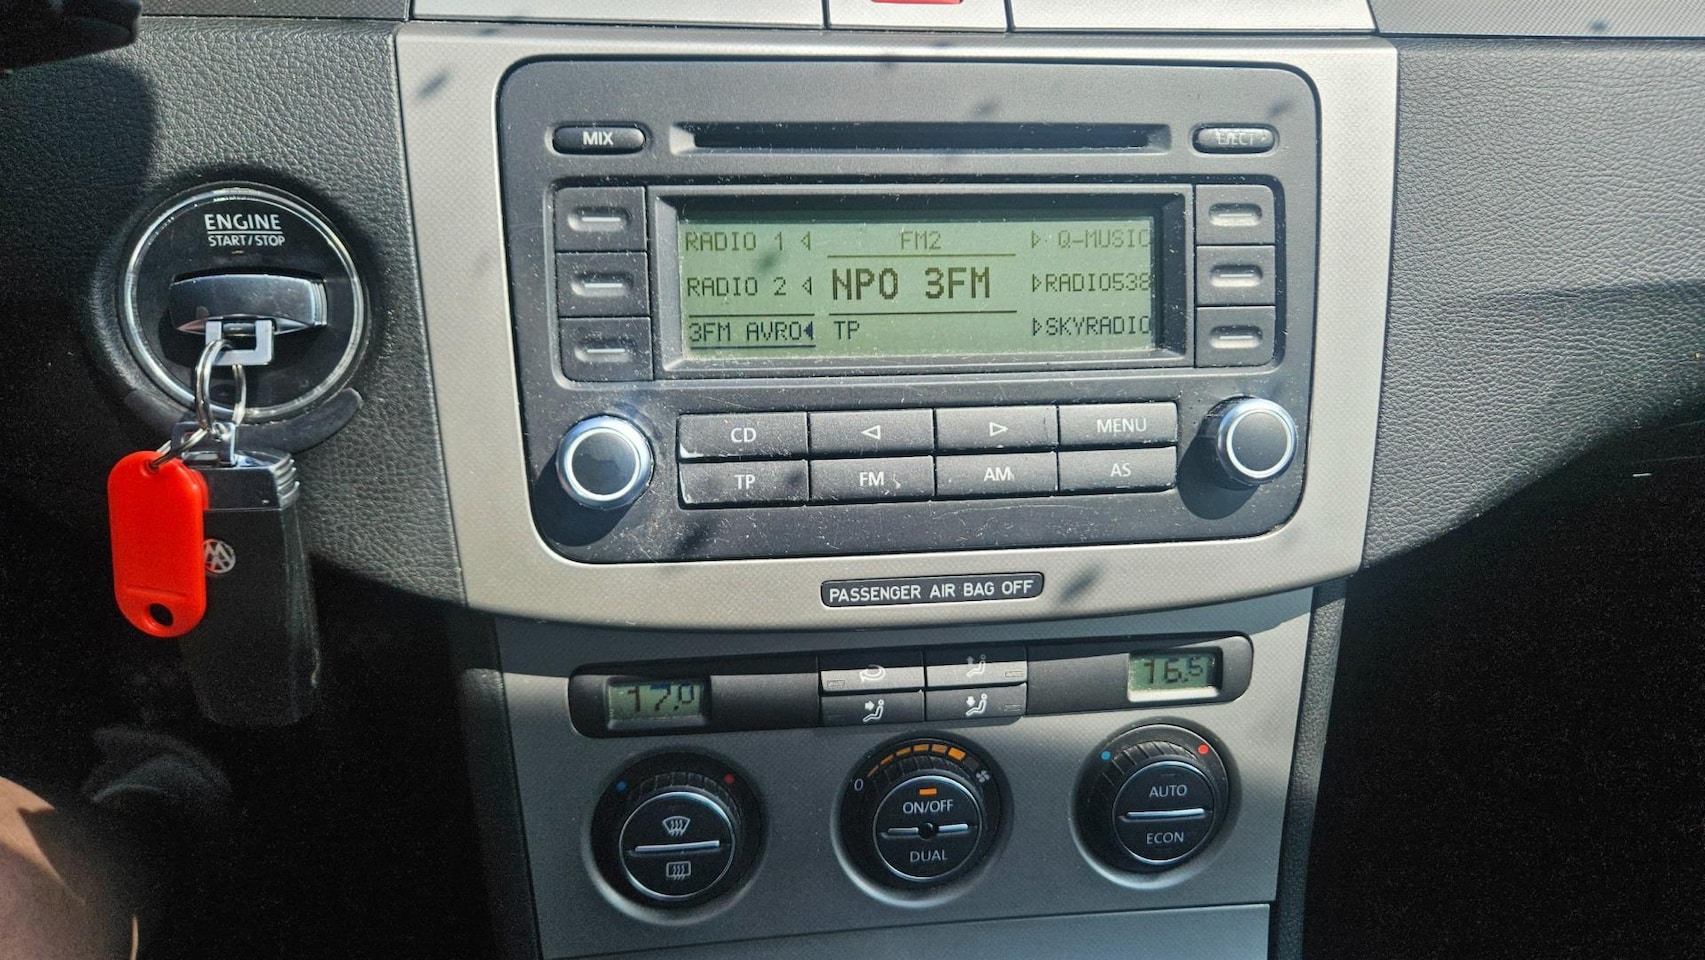 ENGINE
START/STOP
MIX
EJECT
RADIO 1 FM2 Q-MUSIC
RADIO 2 NPO 3FM RADIO538
3FM AVRO TP SKYRADIO
CD MENU
TP FM AM AS
PASSENGER AIR BAG OFF
17.0 16.5
0 ON/OFF AUTO
DUAL ECON